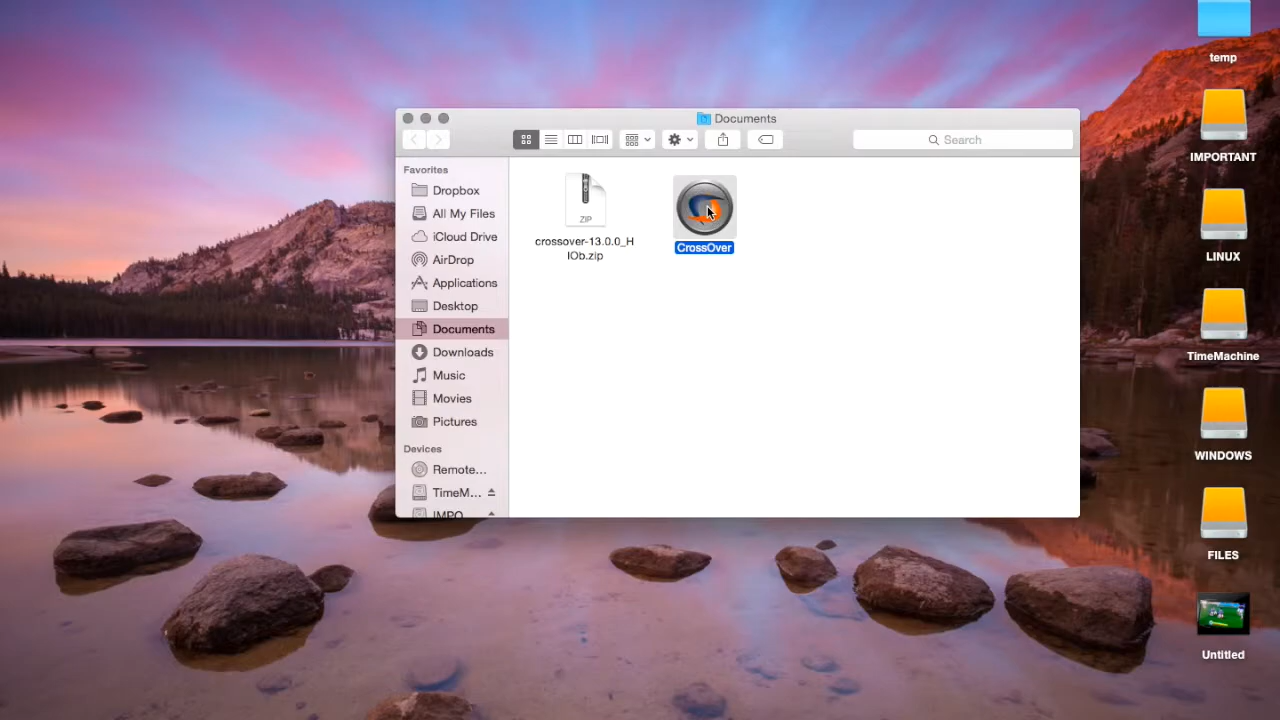 Documents
Search
Favorites
Dropbox
All My Files
iCloud Drive
AirDrop
Applications
Desktop
Documents
Downloads
Music
Movies
Pictures
Devices
Remote...
TimeM...
IMPO
ZIP
crossover-13.0.0_H
IOb.zip
CrossOver
temp
IMPORTANT
LINUX
TimeMachine
WINDOWS
FILES
Untitled